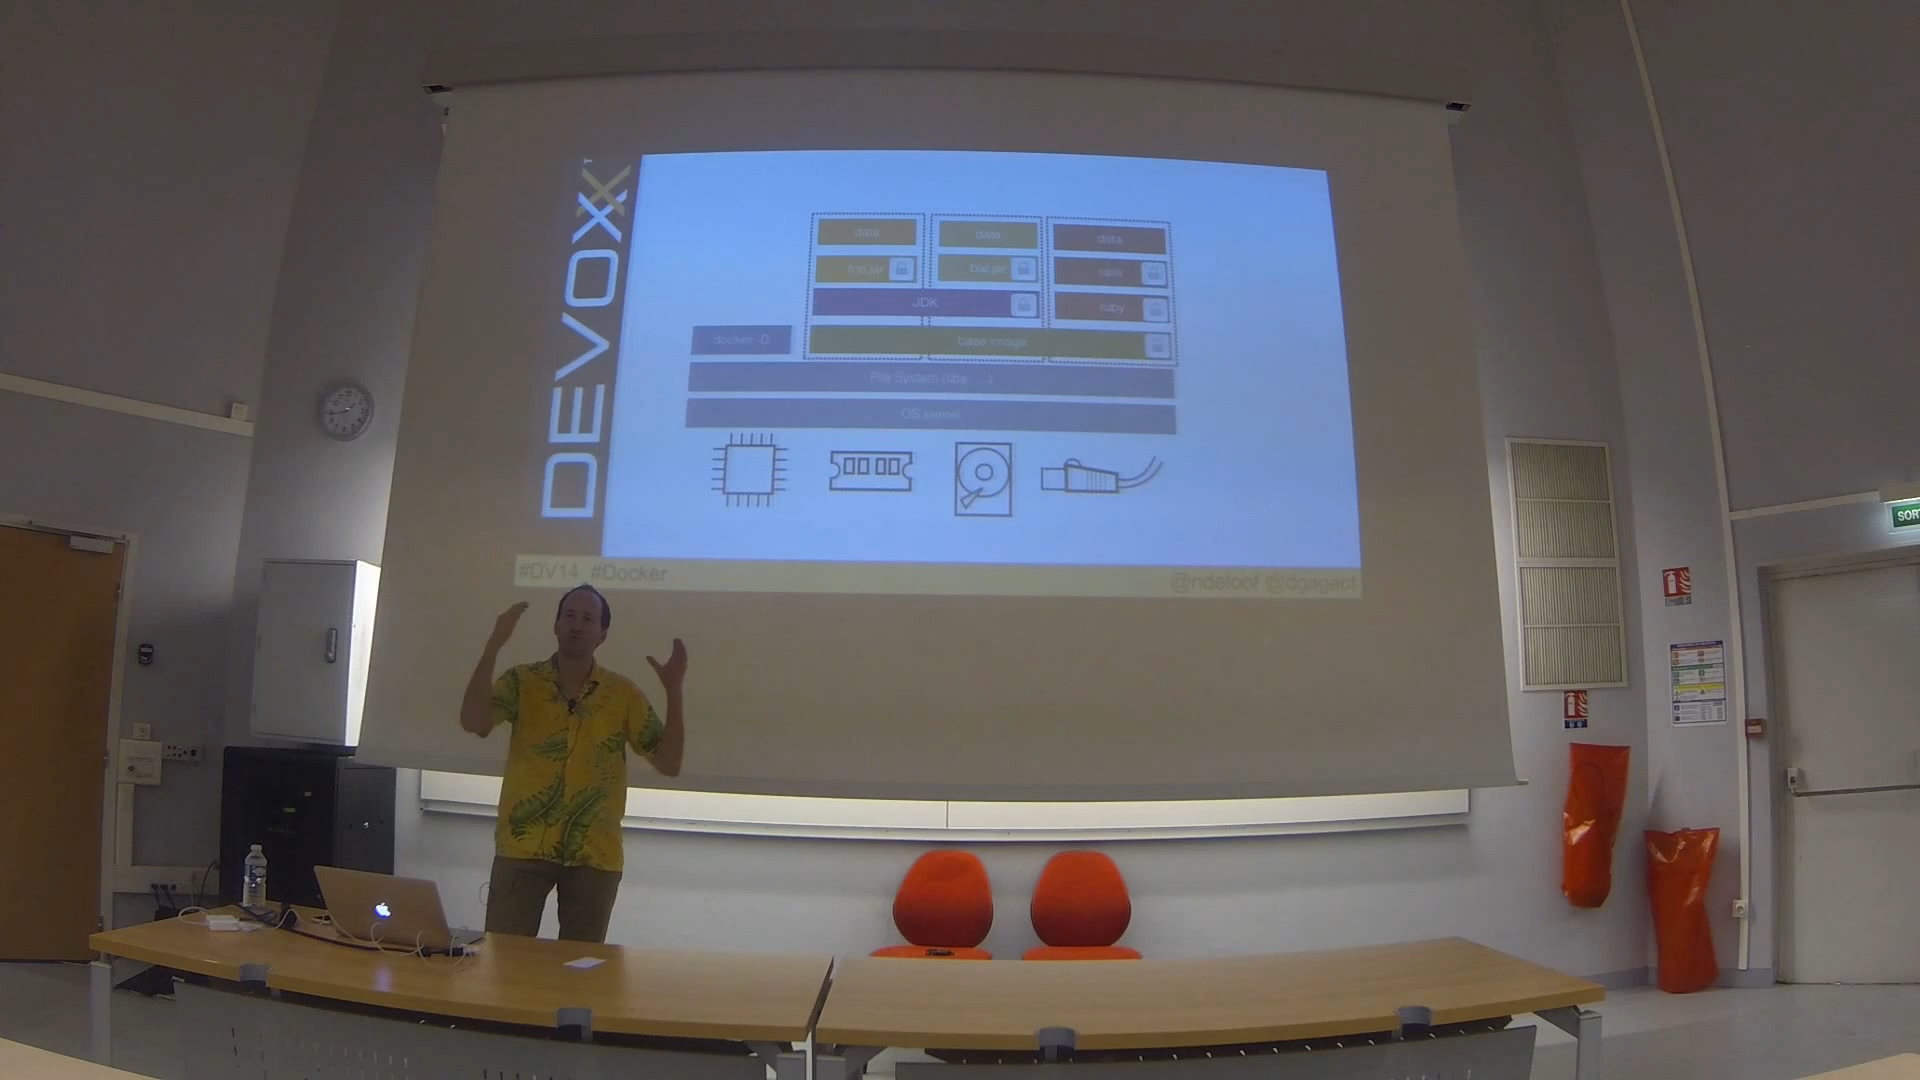 DEVOXX
data data data
foo.jar bar.jar rails
JDK ruby
docker -D base image
File System
OS kernel
#DV14 #Docker @ndeloof @dgageot